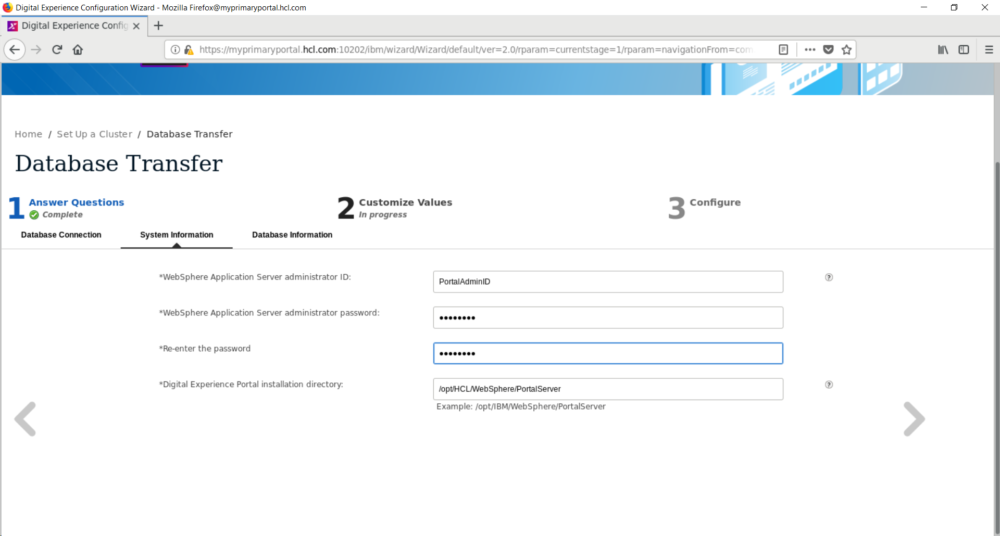 Digital Experience Configuration Wizard - Mozilla Firefox@myprimaryportal.hcl.com
Digital Experience Config
https://myprimaryportal.hcl.com:10202/ibm/wizard/Wizard/default/ver=2.0/rparam=currentstage=1/rparam=navigationFrom=com
Home / Set Up a Cluster / Database Transfer
Database Transfer
1 Answer Questions
Complete
2 Customize Values
In progress
3 Configure
Database Connection
System Information
Database Information
*WebSphere Application Server administrator ID:
PortalAdminID
?
*WebSphere Application Server administrator password:
••••••••
*Re-enter the password
••••••••
*Digital Experience Portal installation directory:
/opt/HCL/WebSphere/PortalServer
?
Example: /opt/IBM/WebSphere/PortalServer